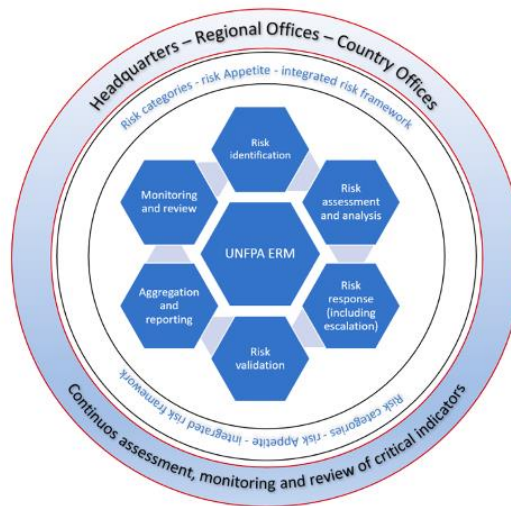 Headquarters – Regional Offices – Country Offices
Risk categories - risk Appetite - integrated risk framework
Risk
identification
Risk
assessment
and analysis
Risk
response
(including
escalation)
Risk
validation
Aggregation
and
reporting
Monitoring
and review
UNFPA ERM
Risk categories - risk Appetite - integrated risk framework
Continuos assessment, monitoring and review of critical indicators